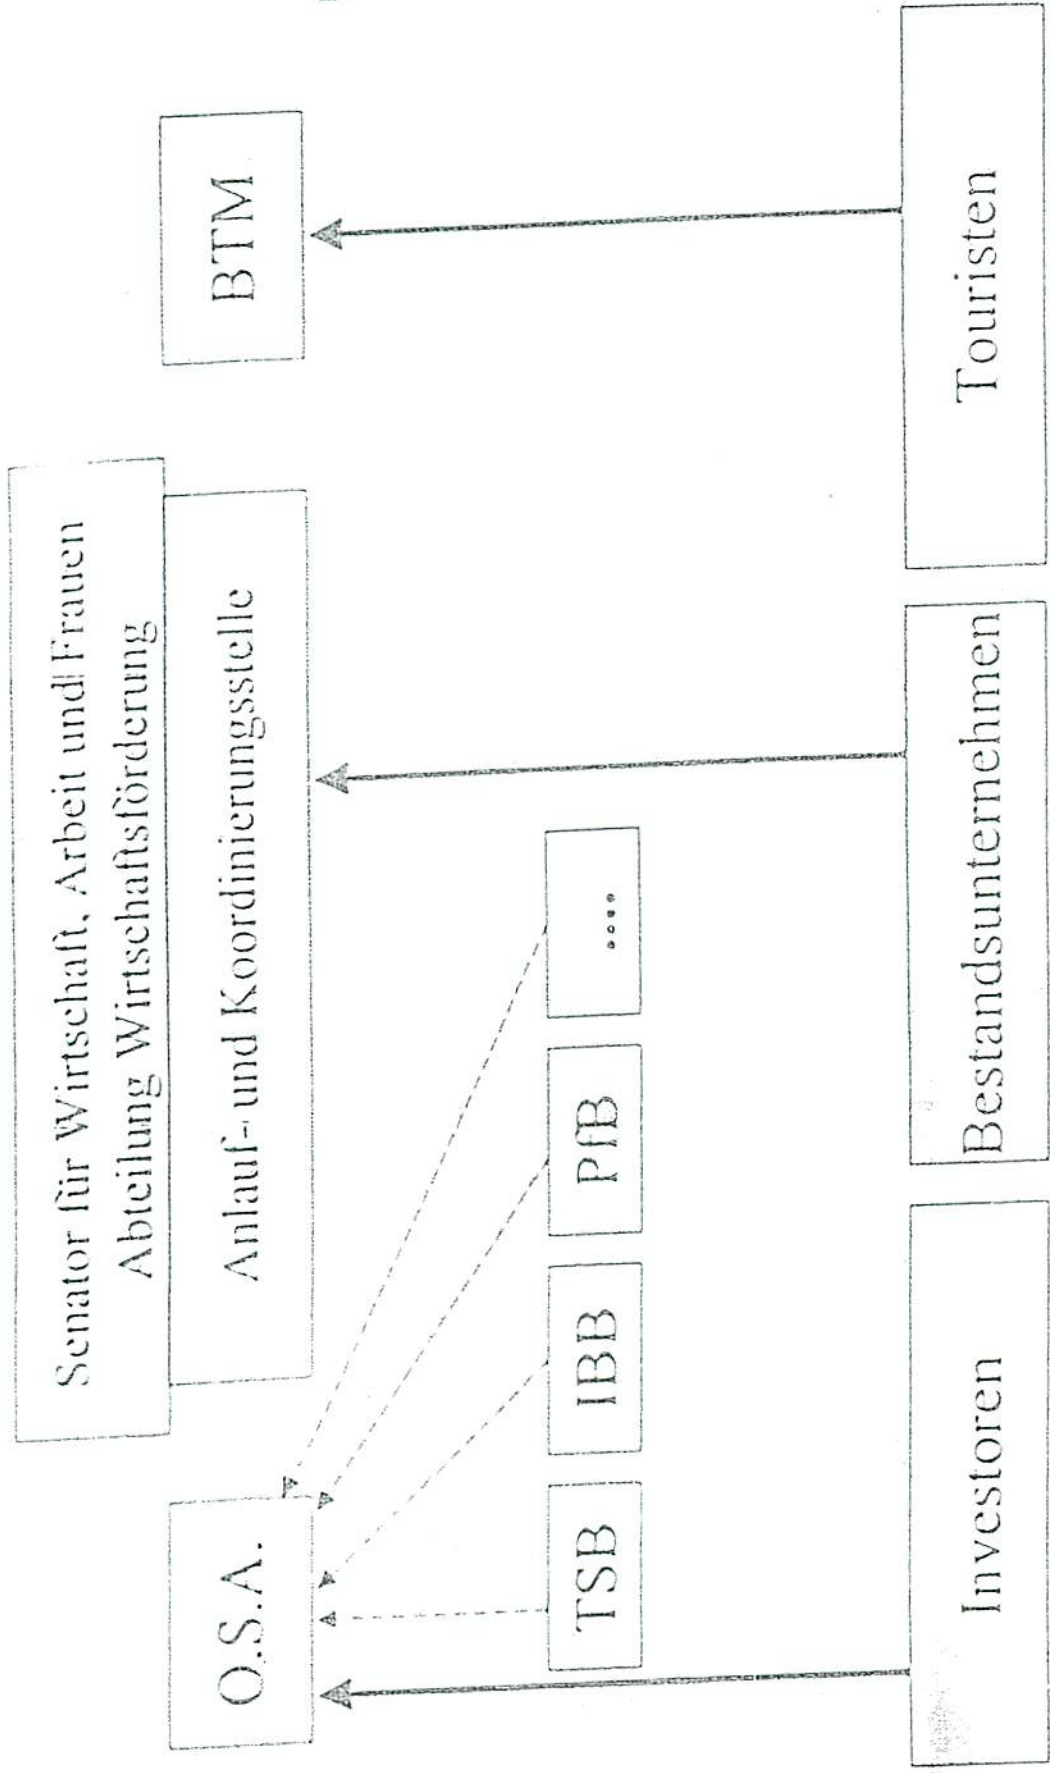 Senator für Wirtschaft, Arbeit und Frauen
Abteilung Wirtschaftsförderung
O.S.A.
Anlauf- und Koordinierungsstelle
BTM
TSB
IBB
PfB
....
Investoren
Bestandsunternehmen
Touristen